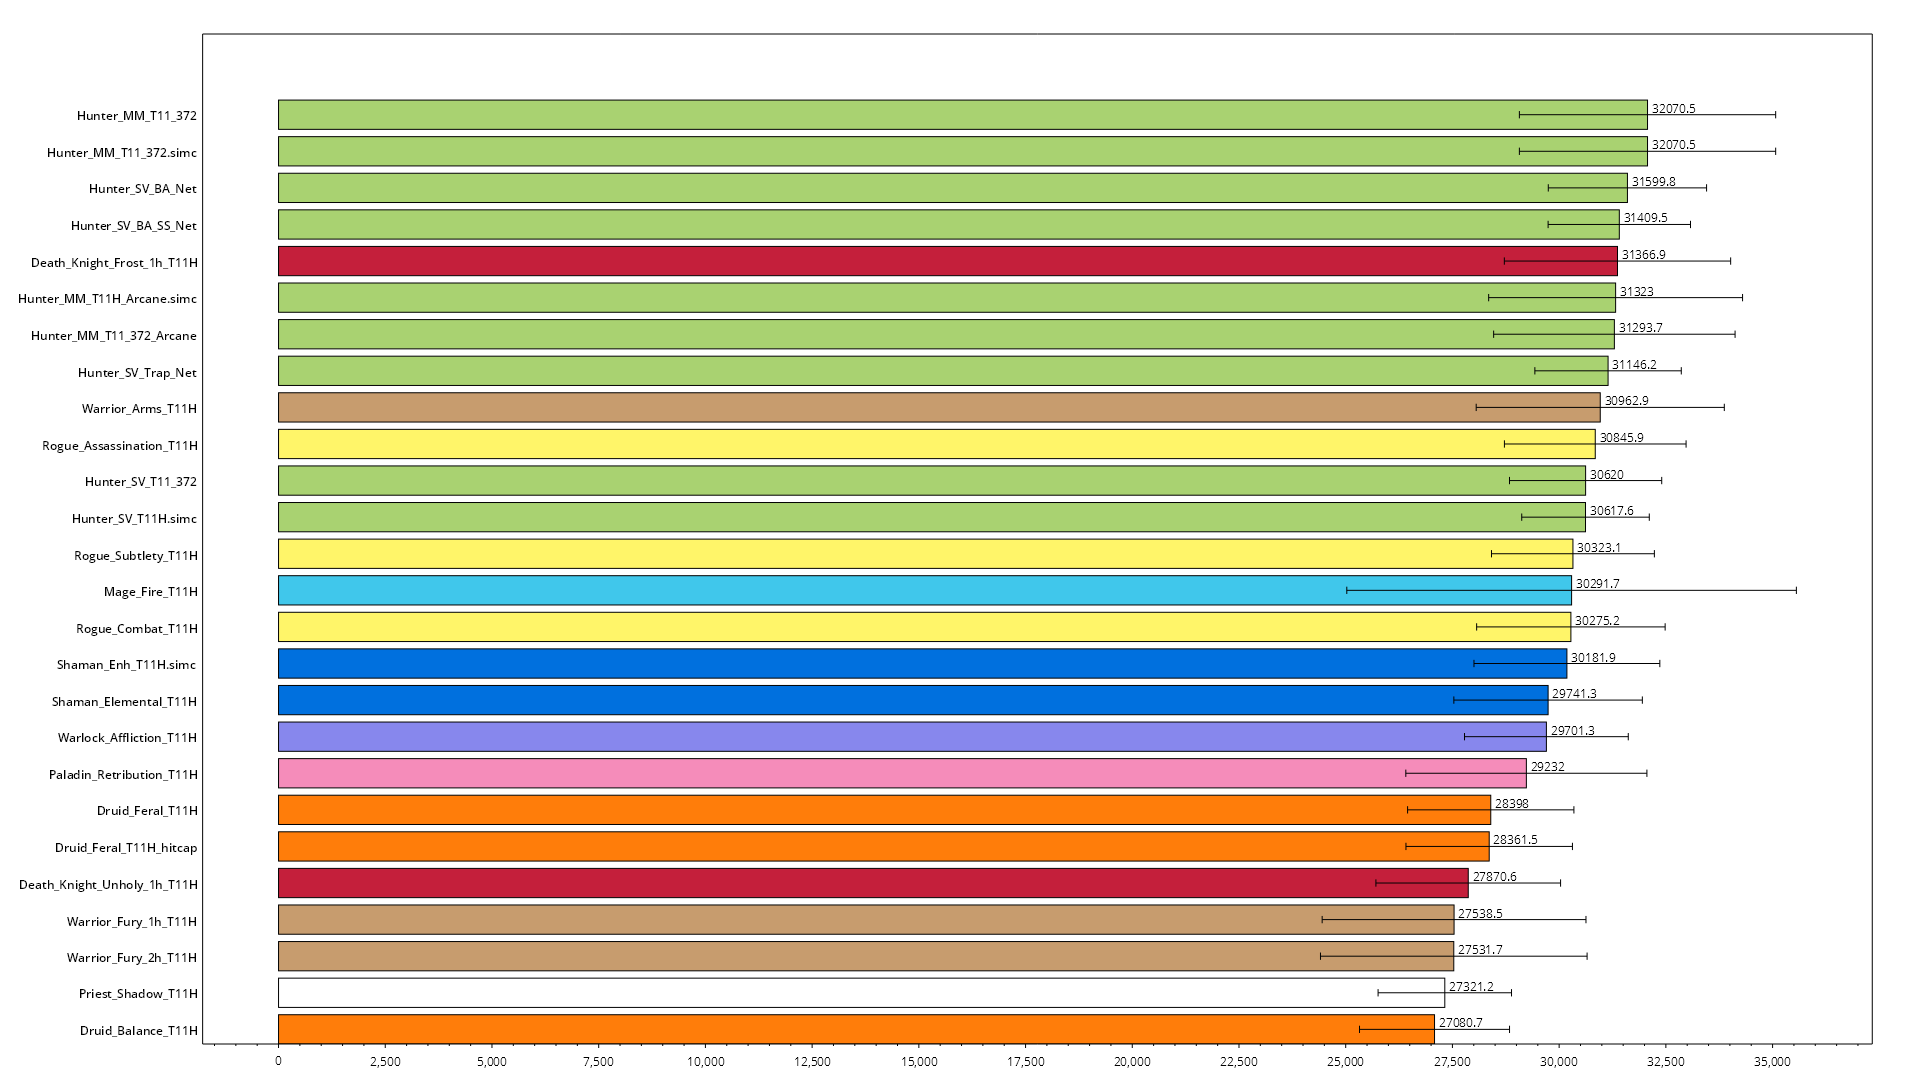 Hunter_MM_T11_372 32070.5
Hunter_MM_T11_372.simc 32070.5
Hunter_SV_BA_Net 31599.8
Hunter_SV_BA_SS_Net 31409.5
Death_Knight_Frost_1h_T11H 31366.9
Hunter_MM_T11H_Arcane.simc 31323
Hunter_MM_T11_372_Arcane 31293.7
Hunter_SV_Trap_Net 31146.2
Warrior_Arms_T11H 30962.9
Rogue_Assassination_T11H 30845.9
Hunter_SV_T11_372 30620
Hunter_SV_T11H.simc 30617.6
Rogue_Subtlety_T11H 30323.1
Mage_Fire_T11H 30291.7
Rogue_Combat_T11H 30275.2
Shaman_Enh_T11H.simc 30181.9
Shaman_Elemental_T11H 29741.3
Warlock_Affliction_T11H 29701.3
Paladin_Retribution_T11H 29232
Druid_Feral_T11H 28398
Druid_Feral_T11H_hitcap 28361.5
Death_Knight_Unholy_1h_T11H 27870.6
Warrior_Fury_1h_T11H 27538.5
Warrior_Fury_2h_T11H 27531.7
Priest_Shadow_T11H 27321.2
Druid_Balance_T11H 27080.7
0 2,500 5,000 7,500 10,000 12,500 15,000 17,500 20,000 22,500 25,000 27,500 30,000 32,500 35,000